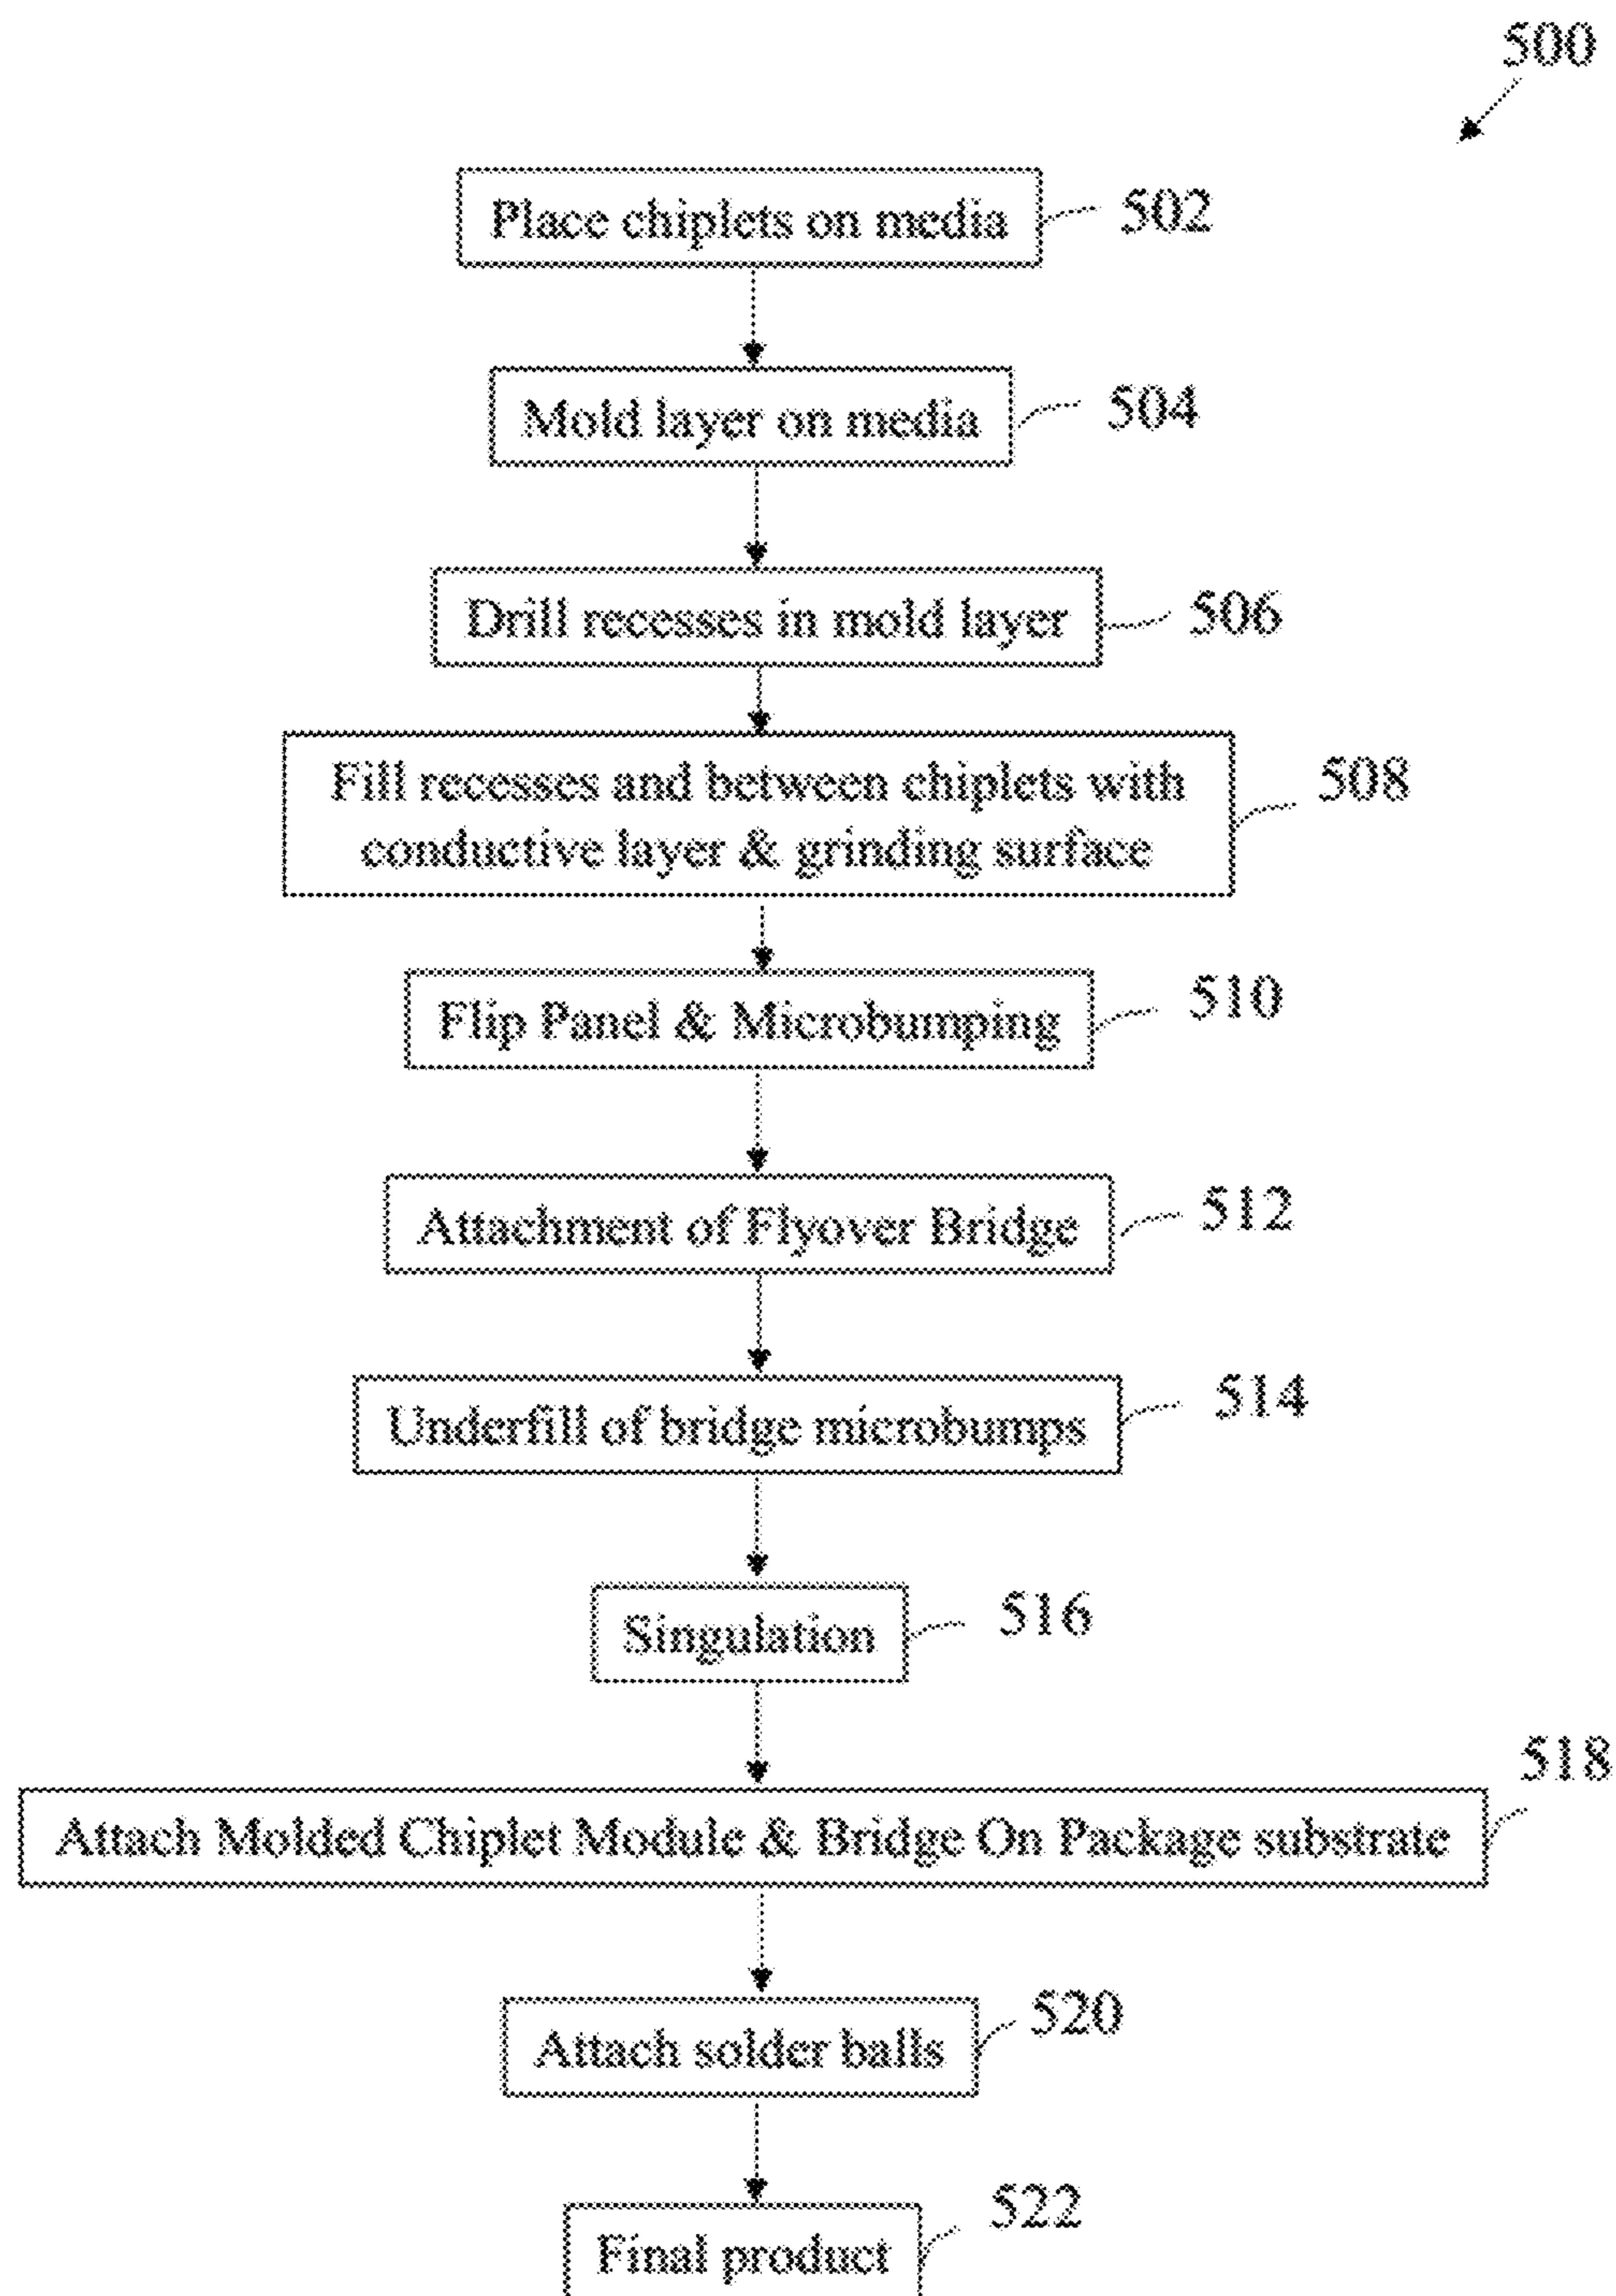 500
Place chiplets on media
502
Mold layer on media
504
Drill recesses in mold layer
506
Fill recesses and between chiplets with
conductive layer & grinding surface
508
Flip Panel & Microbumping
510
Attachment of Flyover Bridge
512
Underfill of bridge microbumps
514
Singulation
516
Attach Molded Chiplet Module & Bridge On Package substrate
518
Attach solder balls
520
Final product
522